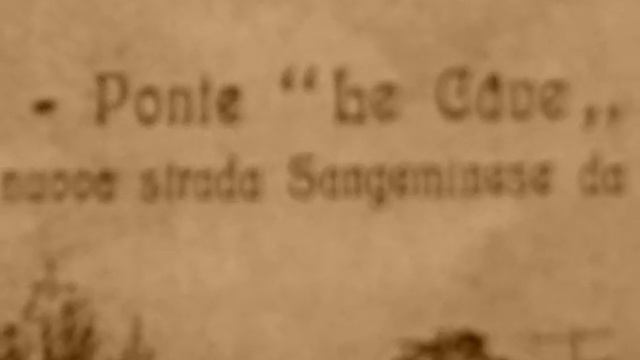 - Ponte “Le Cave„
nuova strada Sangeminese da